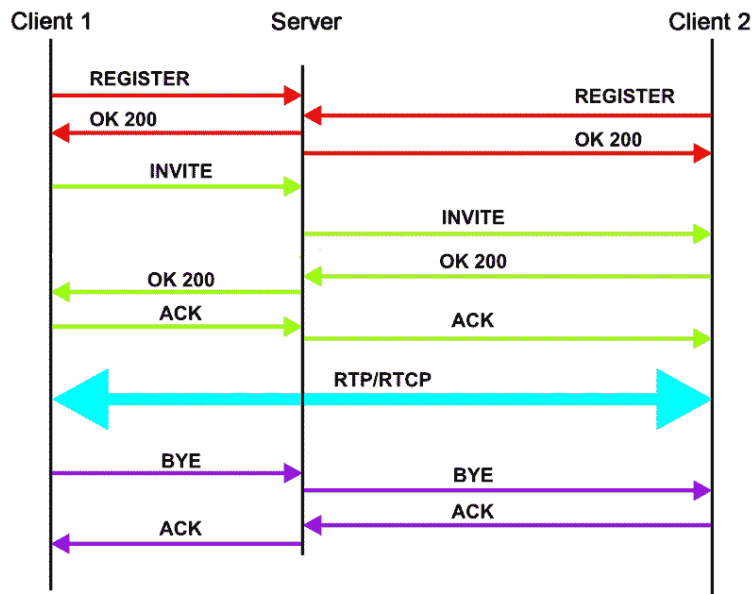 Client 1
Server
Client 2
REGISTER
REGISTER
OK 200
OK 200
INVITE
INVITE
OK 200
OK 200
ACK
ACK
RTP/RTCP
BYE
BYE
ACK
ACK